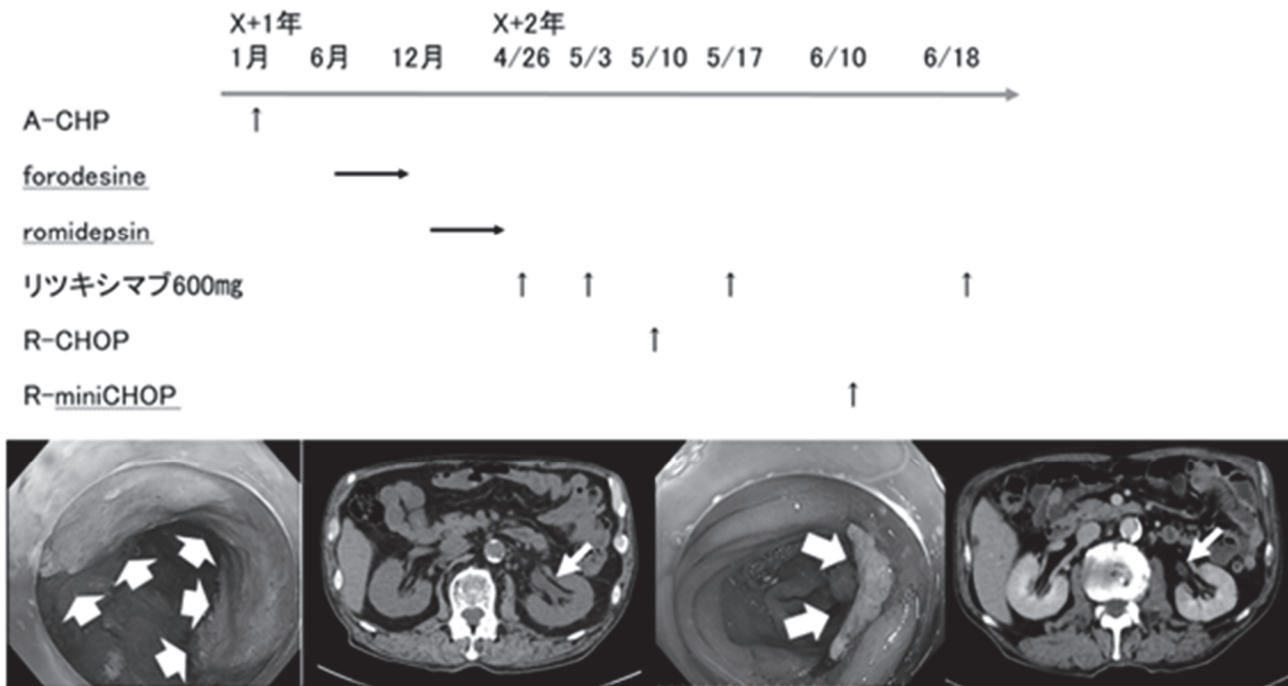 X+1年 X+2年
1月 6月 12月 4/26 5/3 5/10 5/17 6/10 6/18
A-CHP ↑
forodesine
romidepsin
リツキシマブ600mg ↑ ↑ ↑ ↑
R-CHOP ↑
R-miniCHOP ↑